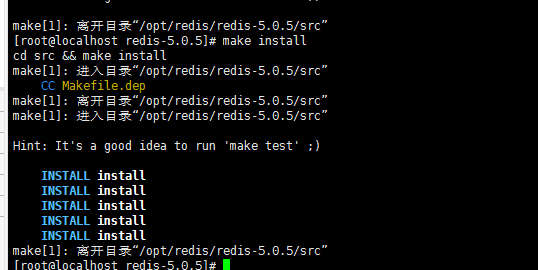 make[1]: 离开目录“/opt/redis/redis-5.0.5/src”
[root@localhost redis-5.0.5]# make install
cd src && make install
make[1]: 进入目录“/opt/redis/redis-5.0.5/src”
CC Makefile.dep
make[1]: 离开目录“/opt/redis/redis-5.0.5/src”
make[1]: 进入目录“/opt/redis/redis-5.0.5/src”
Hint: It's a good idea to run 'make test' ;)
INSTALL install
INSTALL install
INSTALL install
INSTALL install
INSTALL install
make[1]: 离开目录“/opt/redis/redis-5.0.5/src”
[root@localhost redis-5.0.5]#